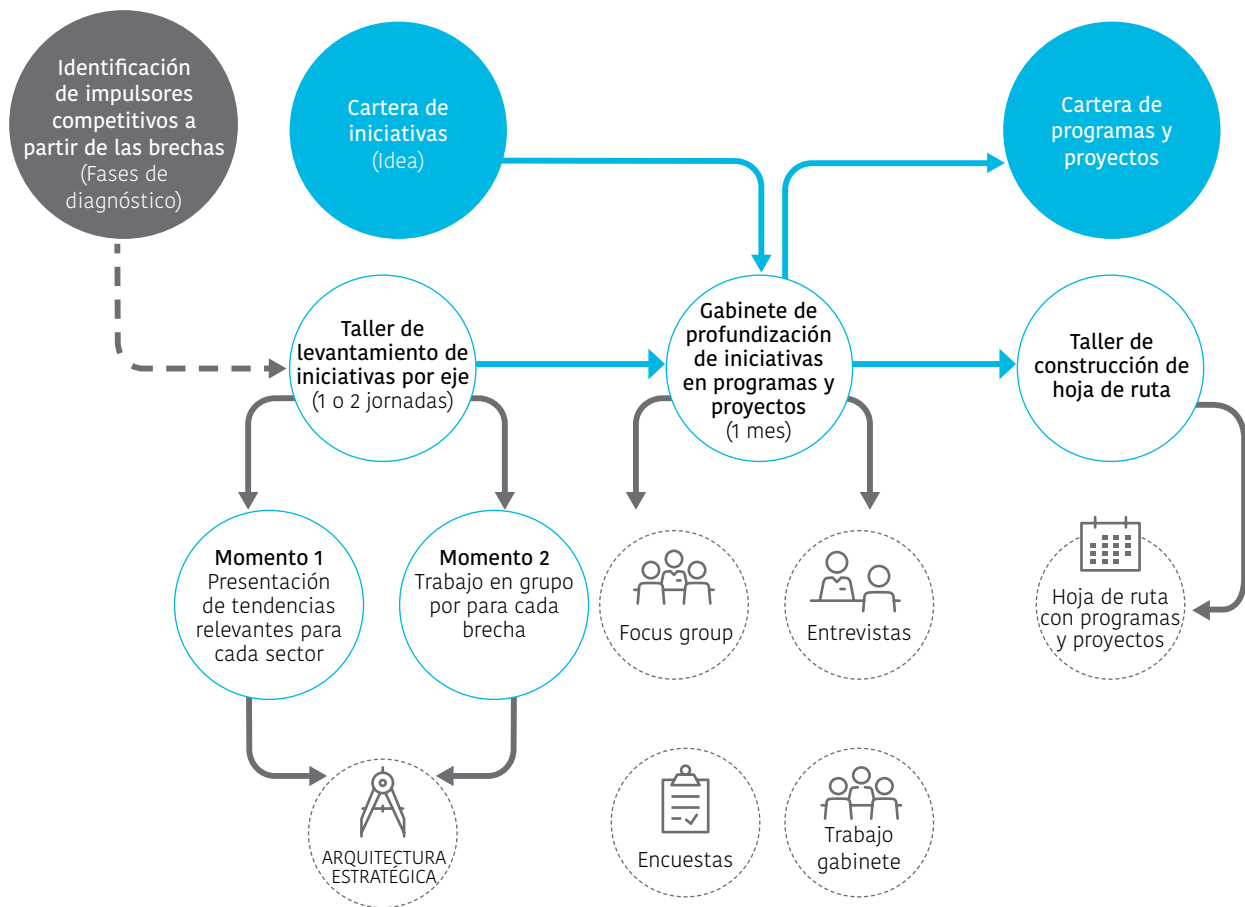 Identificación
de impulsores
competitivos a
partir de las brechas
(Fases de
diagnóstico)
Cartera de
iniciativas
(Idea)
Cartera de
programas y
proyectos
Taller de
levantamiento de
iniciativas por eje
(1 o 2 jornadas)
Gabinete de
profundización
de iniciativas
en programas y
proyectos
(1 mes)
Taller de
construcción de
hoja de ruta
Momento 1
Presentación
de tendencias
relevantes para
cada sector
Momento 2
Trabajo en grupo
por para cada
brecha
Focus group
Entrevistas
Hoja de ruta
con programas
y proyectos
ARQUITECTURA
ESTRATÉGICA
Encuestas
Trabajo
gabinete